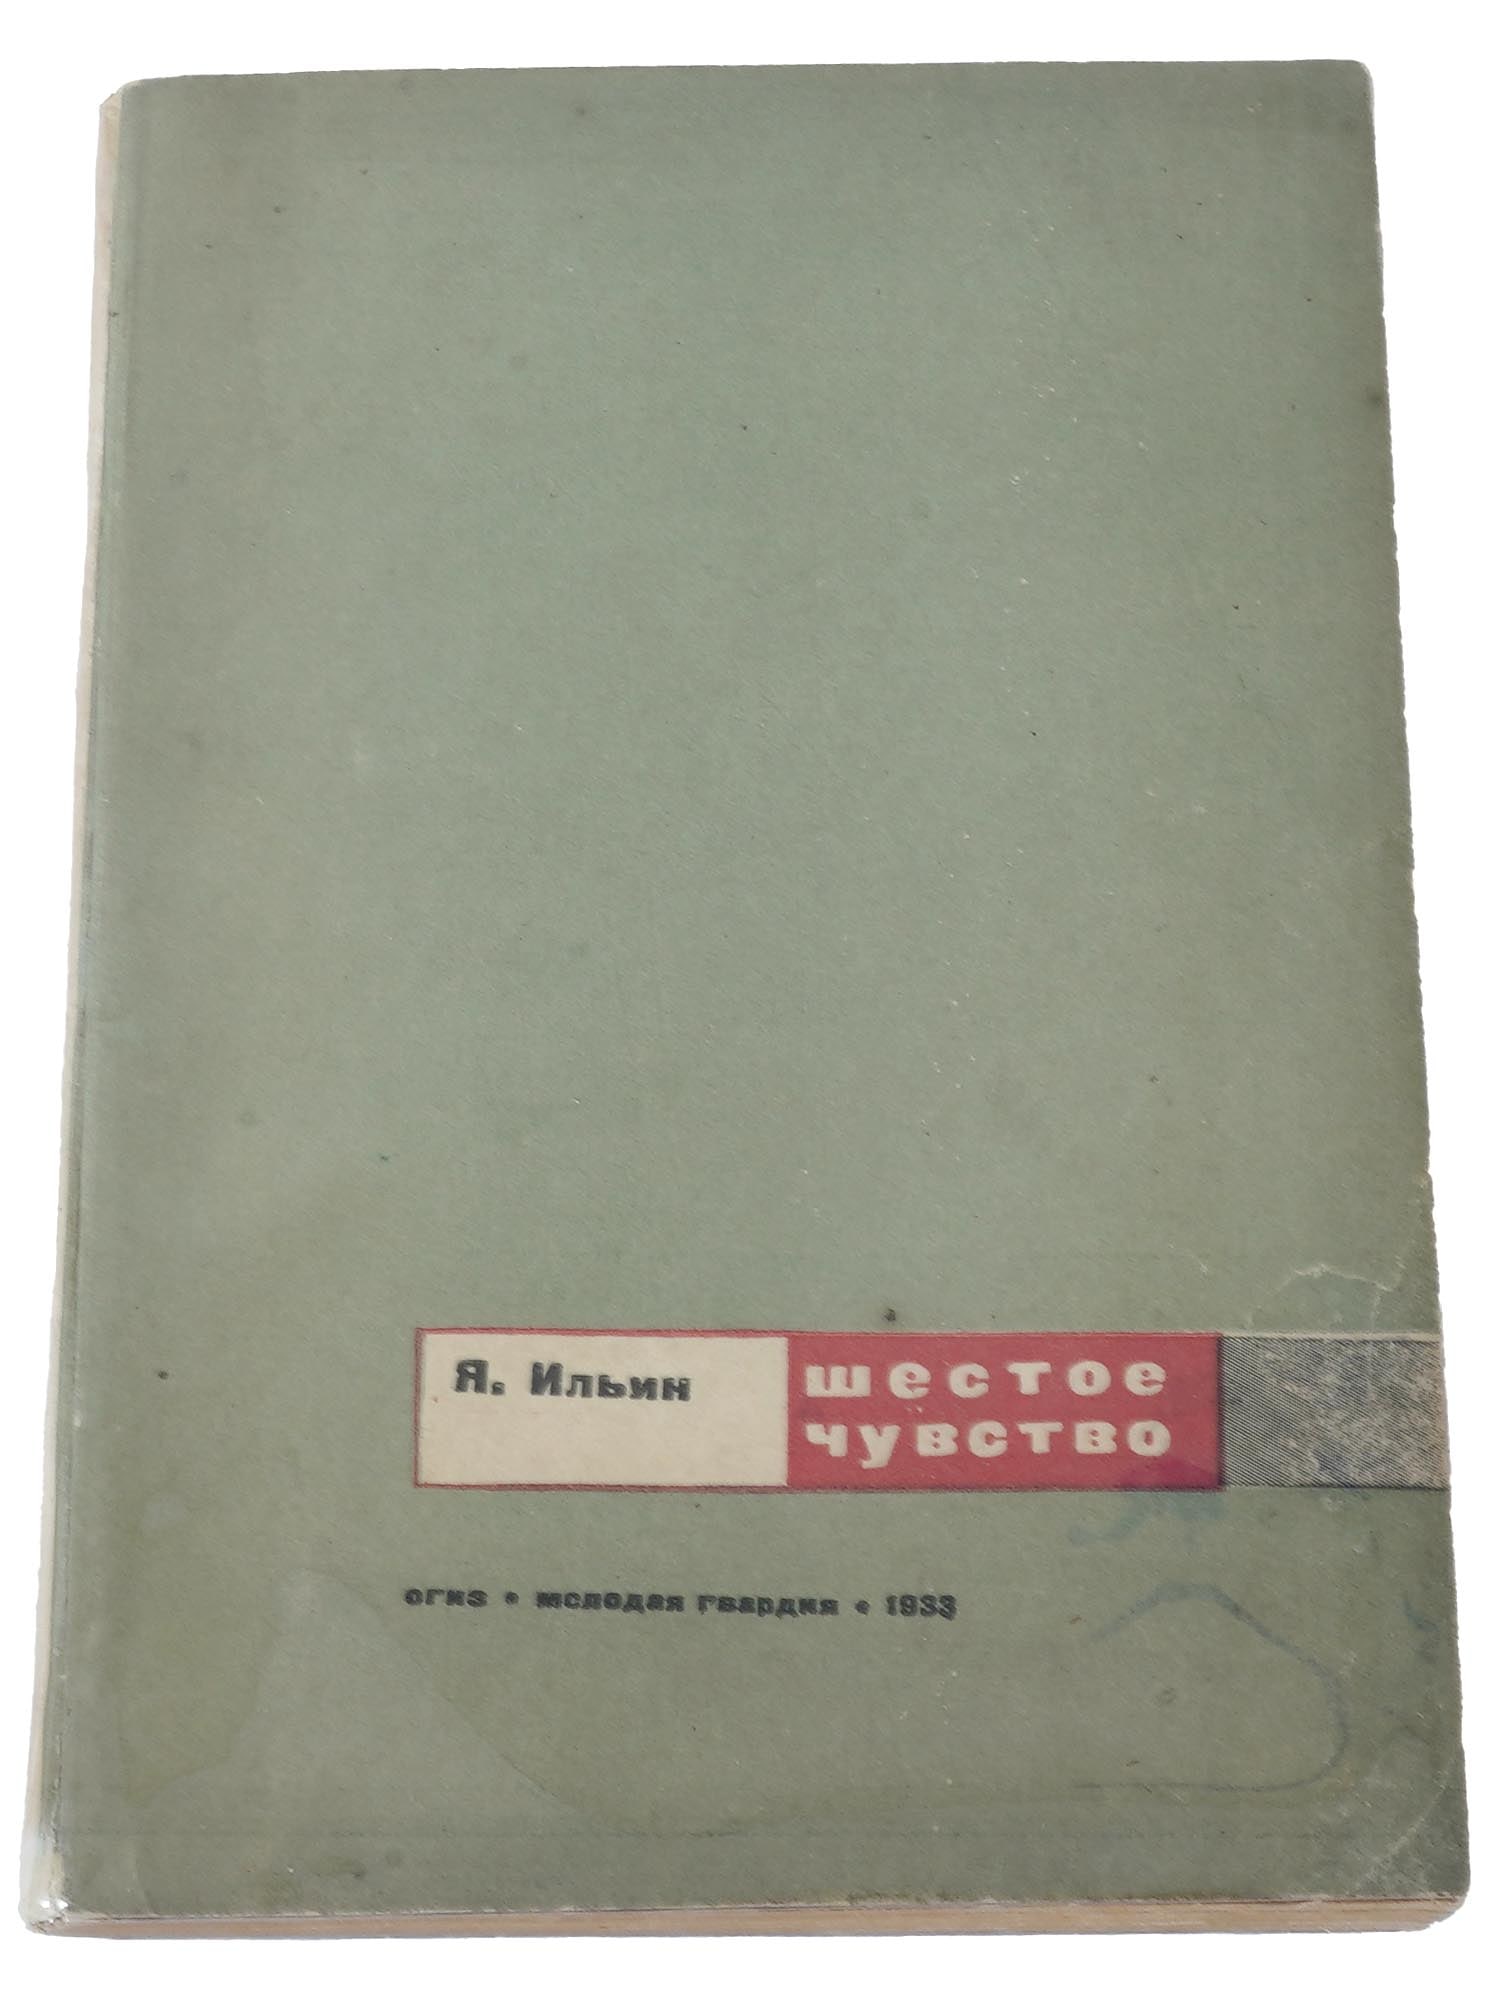 Я. Ильин
шестое
чувство
огиз • молодая гвардия • 1933